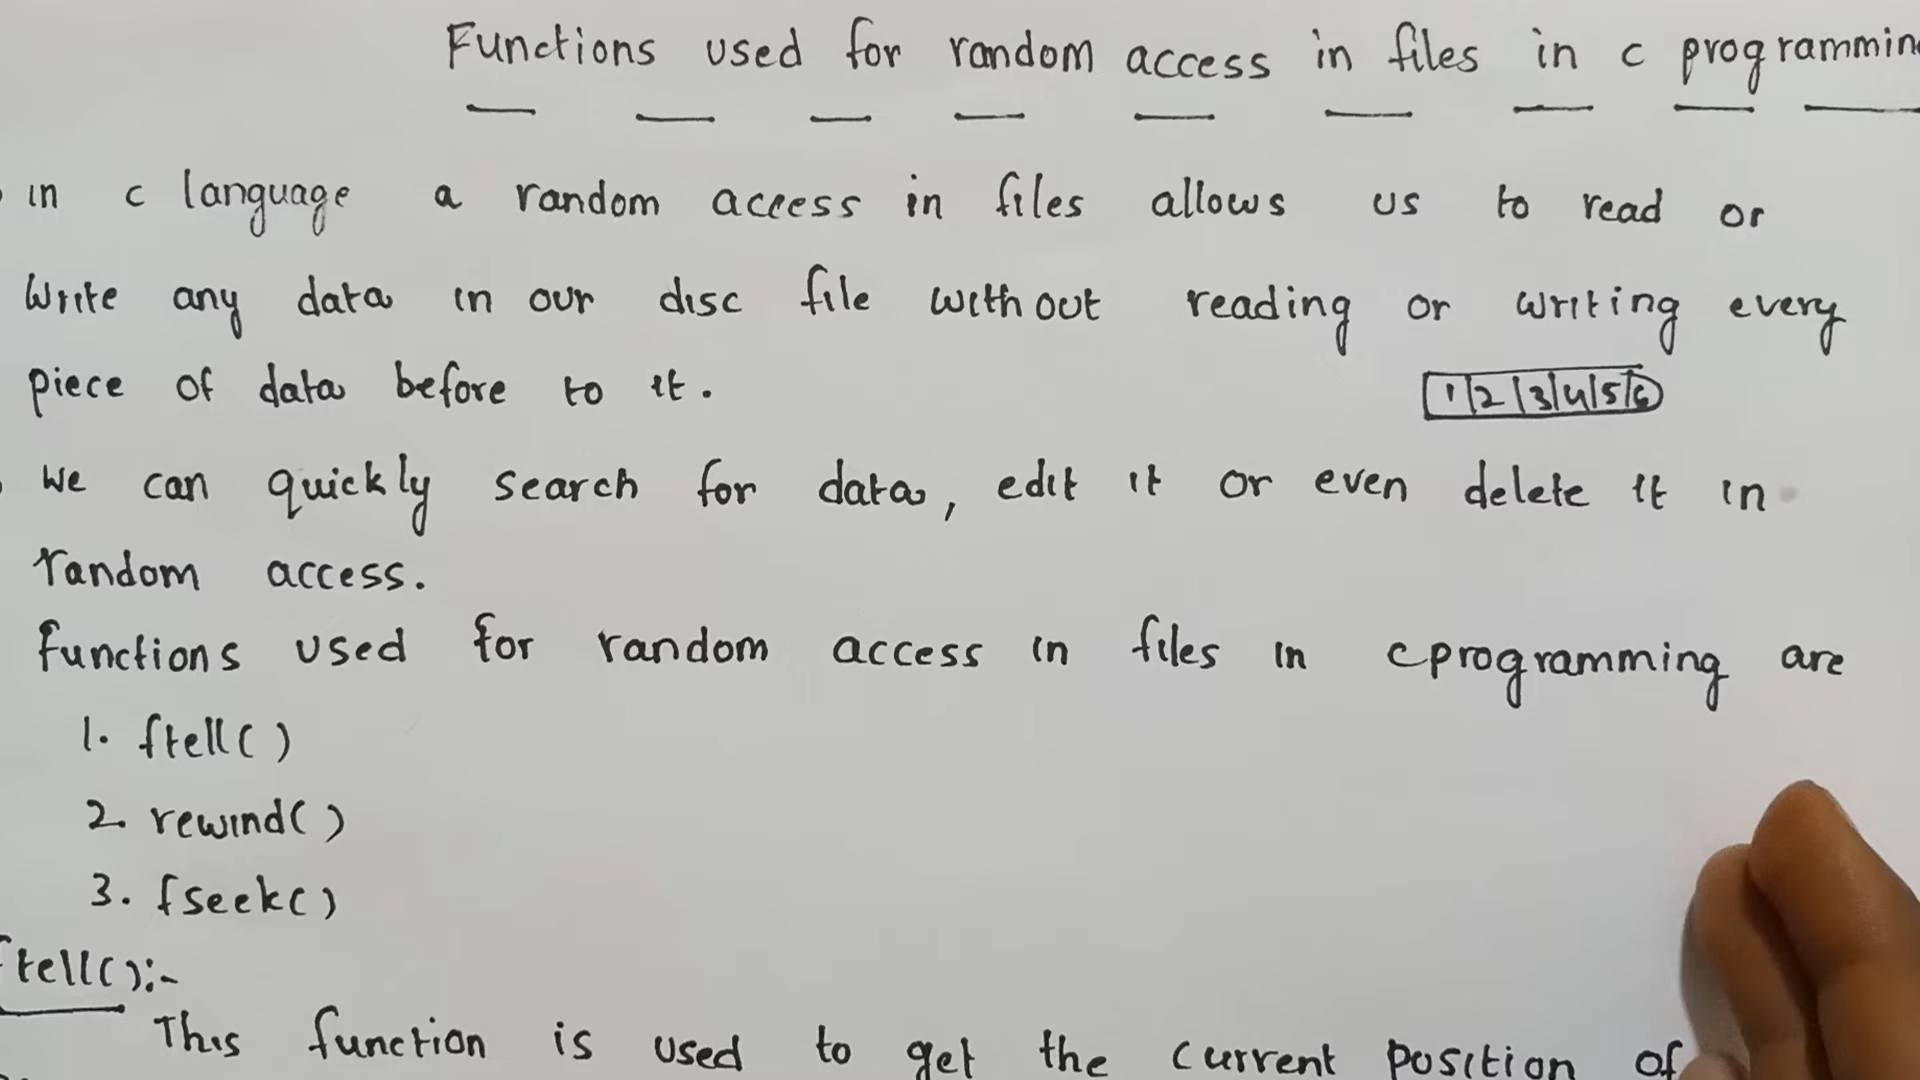 Functions used for random access in files in c programmin
in c language a random access in files allows us to read or
Write any data in our disc file without reading or writing every
piece of data before to it.
1|2|3|4|5|6
We can quickly search for data, edit it or even delete it in
random access.
functions used for random access in files in cprogramming are
1. ftell()
2. rewind()
3. fseek()
ftell():-
This function is used to get the current position of